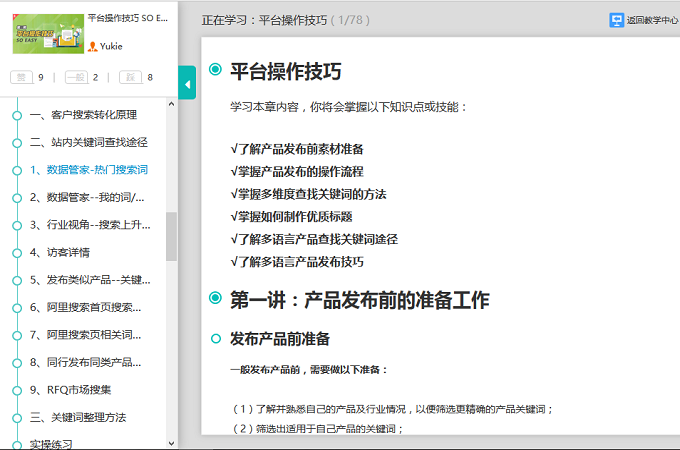 平台操作技巧
SO EASY
平台操作技巧 SO E...
Yukie
赞 9 | 一般 2 | 踩 8
一、客户搜索转化原理
二、站内关键词查找途径
1、数据管家-热门搜索词
2、数据管家--我的词/...
3、行业视角--搜索上升...
4、访客详情
5、发布类似产品--关键...
6、阿里搜索首页搜索...
7、阿里搜索页相关词...
8、同行发布同类产品...
9、RFQ市场搜集
三、关键词整理方法
实操练习
正在学习：平台操作技巧（1/78）
返回教学中心
平台操作技巧
学习本章内容，你将会掌握以下知识点或技能：
√了解产品发布前素材准备
√掌握产品发布的操作流程
√掌握多维度查找关键词的方法
√掌握如何制作优质标题
√了解多语言产品查找关键词途径
√了解多语言产品发布技巧
第一讲：产品发布前的准备工作
发布产品前准备
一般发布产品前，需要做以下准备：
（1）了解并熟悉自己的产品及行业情况，以便筛选更精确的产品关键词；
（2）筛选出适用于自己产品的关键词；